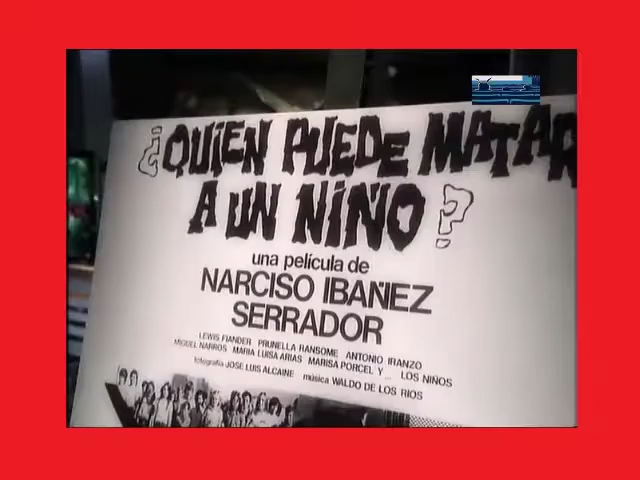 ¿QUIEN PUEDE MATAR
A UN NIÑO?
una película de
NARCISO IBAÑEZ
SERRADOR
LEWIS FIANDER PRUNELLA RANSOME ANTONIO IRANZO
MIGUEL NARROS MARIA LUISA ARIAS MARISA PORCEL Y ... LOS NIÑOS
fotografía JOSE LUIS ALCAINE música WALDO DE LOS RIOS